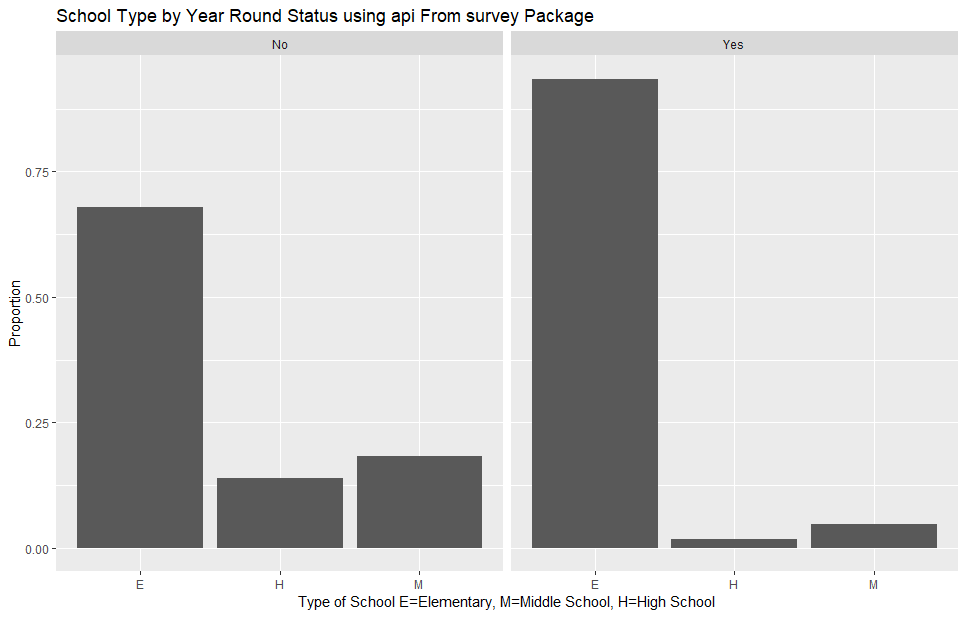 School Type by Year Round Status using api From survey Package
No
Yes
Proportion
0.75
0.50
0.25
0.00
E
H
M
E
H
M
Type of School E=Elementary, M=Middle School, H=High School